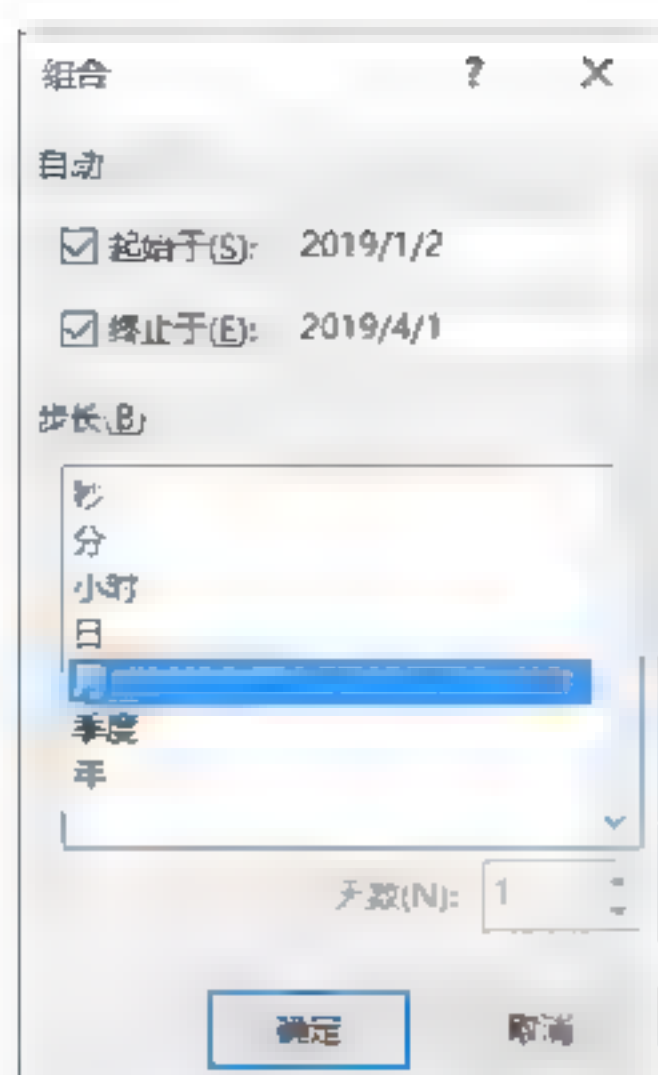 组合 ? ×
自动
起始于(S): 2019/1/2
终止于(E): 2019/4/1
步长(B)
秒
分
小时
日
月
季度
年
天数(N): 1
确定 取消